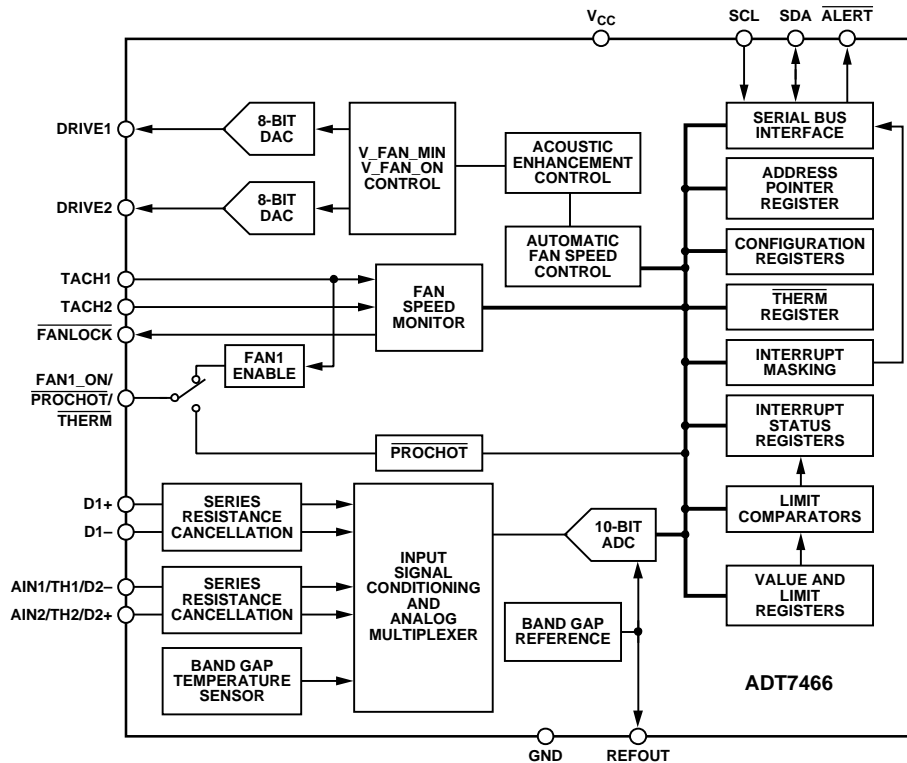 VCC
SCL
SDA
ALERT
DRIVE1
8-BIT
DAC
V_FAN_MIN
V_FAN_ON
CONTROL
ACOUSTIC
ENHANCEMENT
CONTROL
SERIAL BUS
INTERFACE
ADDRESS
POINTER
REGISTER
DRIVE2
8-BIT
DAC
AUTOMATIC
FAN SPEED
CONTROL
CONFIGURATION
REGISTERS
TACH1
TACH2
FANLOCK
FAN
SPEED
MONITOR
THERM
REGISTER
FAN1
ENABLE
INTERRUPT
MASKING
FAN1_ON/
PROCHOT/
THERM
INTERRUPT
STATUS
REGISTERS
PROCHOT
D1+
D1–
SERIES
RESISTANCE
CANCELLATION
INPUT
SIGNAL
CONDITIONING
AND
ANALOG
MULTIPLEXER
10-BIT
ADC
LIMIT
COMPARATORS
AIN1/TH1/D2–
AIN2/TH2/D2+
SERIES
RESISTANCE
CANCELLATION
VALUE AND
LIMIT
REGISTERS
BAND GAP
REFERENCE
BAND GAP
TEMPERATURE
SENSOR
ADT7466
GND
REFOUT